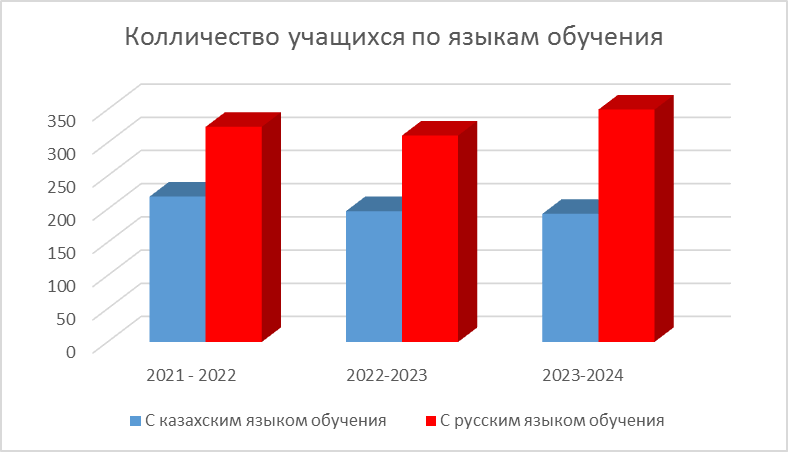 Колличество учащихся по языкам обучения
350
300
250
200
150
100
50
0
2021 - 2022
2022-2023
2023-2024
С казахским языком обучения
С русским языком обучения